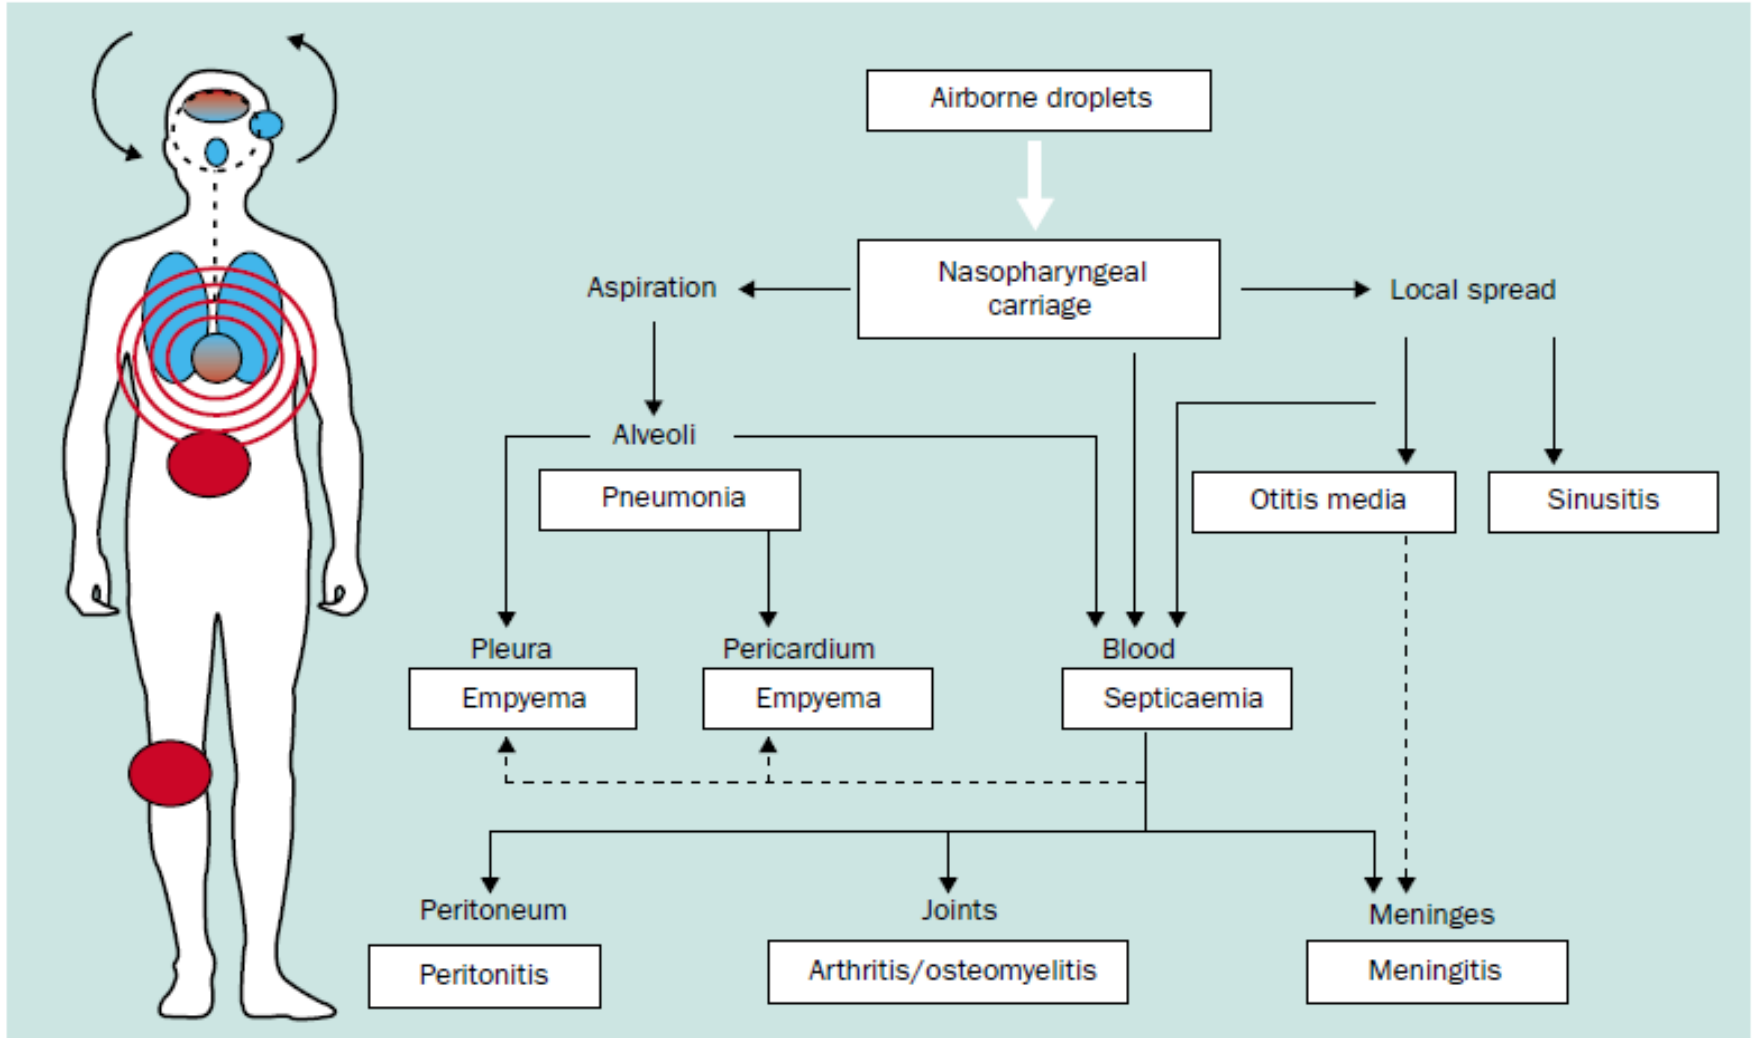 Airborne droplets
Nasopharyngeal
carriage
Aspiration
Local spread
Alveoli
Pneumonia
Otitis media
Sinusitis
Pleura
Pericardium
Blood
Empyema
Empyema
Septicaemia
Peritoneum
Joints
Meninges
Peritonitis
Arthritis/osteomyelitis
Meningitis